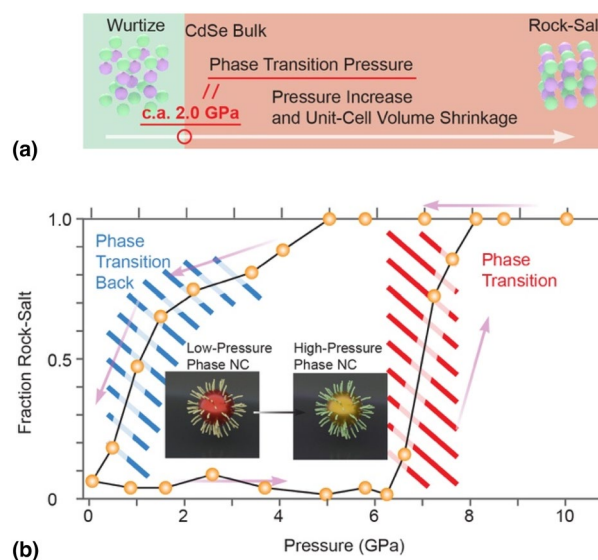 Wurtize
CdSe Bulk
Rock-Salt
Phase Transition Pressure
c.a. 2.0 GPa
Pressure Increase
and Unit-Cell Volume Shrinkage
(a)
1.0
0.5
0
Fraction Rock-Salt
Phase
Transition
Back
Phase
Transition
Low-Pressure
Phase NC
High-Pressure
Phase NC
0
2
4
6
8
10
Pressure (GPa)
(b)